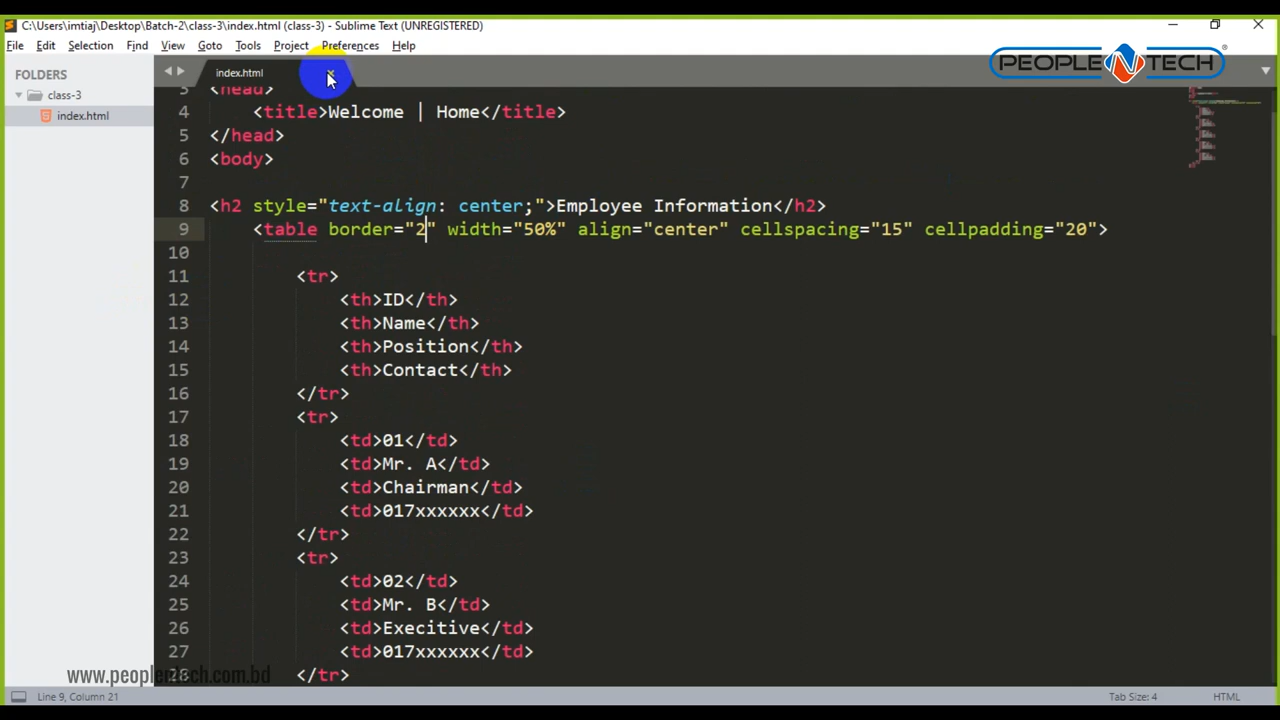 C:\Users\imtiaj\Desktop\Batch-2\class-3\index.html (class-3) - Sublime Text (UNREGISTERED)
File Edit Selection Find View Goto Tools Project Preferences Help
PEOPLE N TECH
FOLDERS
class-3
index.html
index.html
3 <head>
4 <title>Welcome | Home</title>
5 </head>
6 <body>
7
8 <h2 style="text-align: center;">Employee Information</h2>
9 <table border="2" width="50%" align="center" cellspacing="15" cellpadding="20">
10
11 <tr>
12 <th>ID</th>
13 <th>Name</th>
14 <th>Position</th>
15 <th>Contact</th>
16 </tr>
17 <tr>
18 <td>01</td>
19 <td>Mr. A</td>
20 <td>Chairman</td>
21 <td>017xxxxxx</td>
22 </tr>
23 <tr>
24 <td>02</td>
25 <td>Mr. B</td>
26 <td>Execitive</td>
27 <td>017xxxxxx</td>
28 </tr>
www.peoplentech.com.bd
Line 9, Column 21
Tab Size: 4
HTML